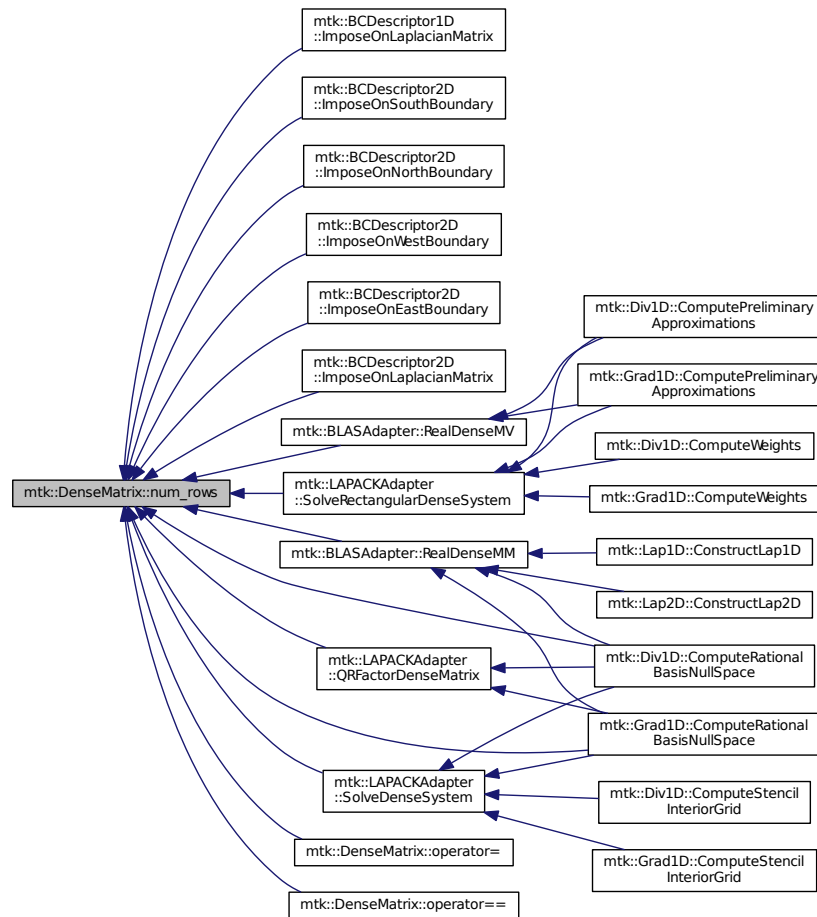 mtk::BCDescriptor1D
::ImposeOnLaplacianMatrix
mtk::BCDescriptor2D
::ImposeOnSouthBoundary
mtk::BCDescriptor2D
::ImposeOnNorthBoundary
mtk::BCDescriptor2D
::ImposeOnWestBoundary
mtk::BCDescriptor2D
::ImposeOnEastBoundary
mtk::BCDescriptor2D
::ImposeOnLaplacianMatrix
mtk::BLASAdapter::RealDenseMV
mtk::DenseMatrix::num_rows
mtk::LAPACKAdapter
::SolveRectangularDenseSystem
mtk::BLASAdapter::RealDenseMM
mtk::LAPACKAdapter
::QRFactorDenseMatrix
mtk::LAPACKAdapter
::SolveDenseSystem
mtk::DenseMatrix::operator=
mtk::DenseMatrix::operator==
mtk::Div1D::ComputePreliminary
Approximations
mtk::Grad1D::ComputePreliminary
Approximations
mtk::Div1D::ComputeWeights
mtk::Grad1D::ComputeWeights
mtk::Lap1D::ConstructLap1D
mtk::Lap2D::ConstructLap2D
mtk::Div1D::ComputeRational
BasisNullSpace
mtk::Grad1D::ComputeRational
BasisNullSpace
mtk::Div1D::ComputeStencil
InteriorGrid
mtk::Grad1D::ComputeStencil
InteriorGrid